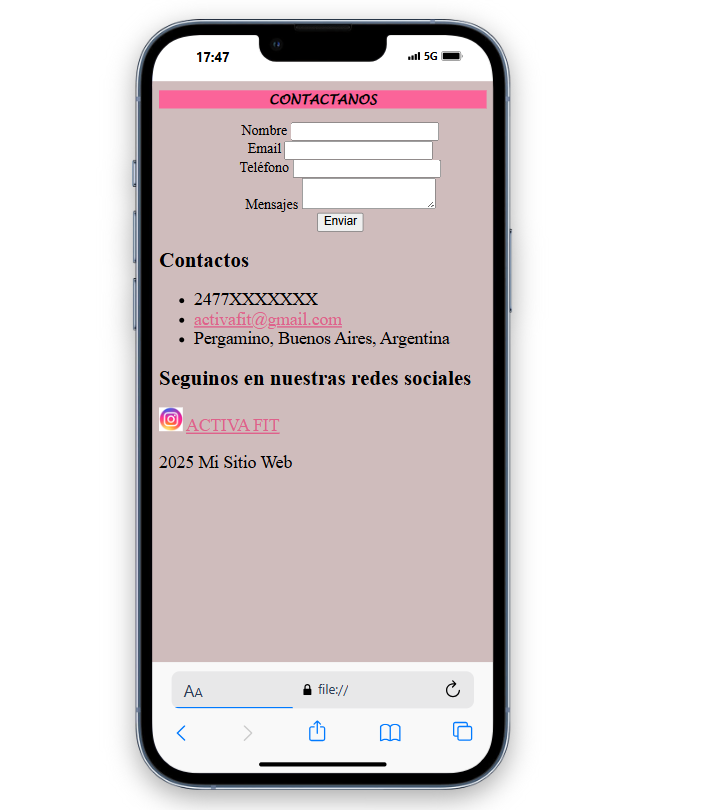 17:47 5G
CONTACTANOS
Nombre
Email
Teléfono
Mensajes
Enviar
Contactos
2477XXXXXXX
activafit@gmail.com
Pergamino, Buenos Aires, Argentina
Seguinos en nuestras redes sociales
ACTIVA FIT
2025 Mi Sitio Web
AA file://